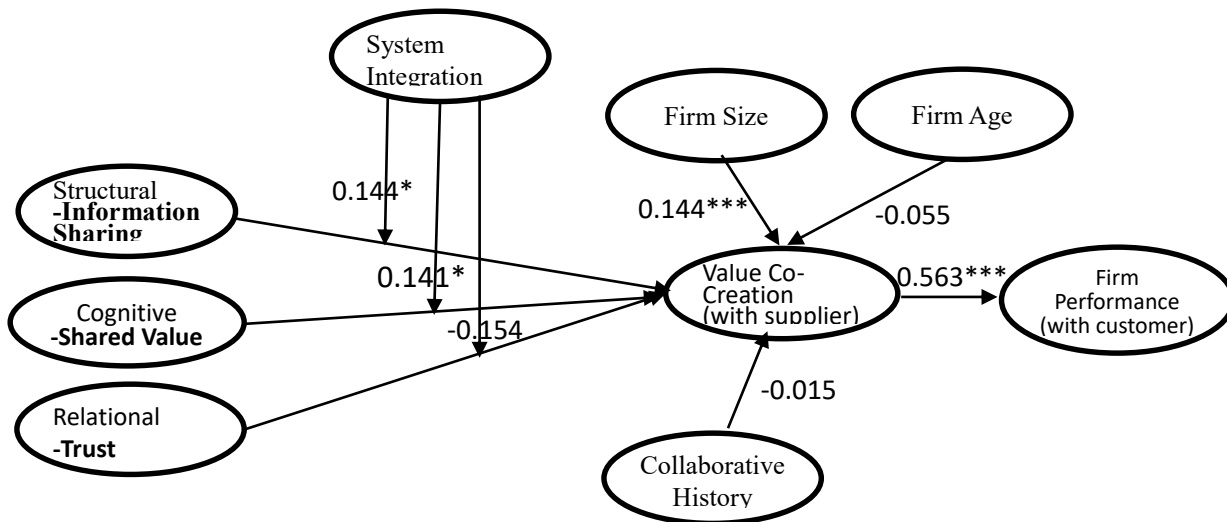 System
Integration
Firm Size
Firm Age
Structural
-Information
Sharing
0.144*
0.144***
-0.055
0.141*
Value Co-
Creation
(with supplier)
0.563***
Firm
Performance
(with customer)
Cognitive
-Shared Value
-0.154
Relational
-Trust
-0.015
Collaborative
History